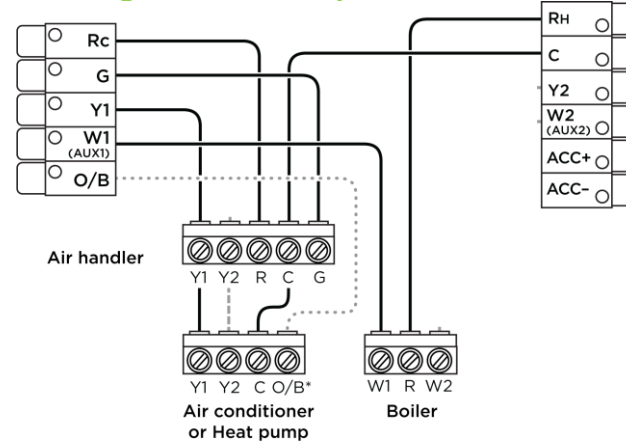 Rc
G
Y1
W1
(AUX1)
O/B
RH
C
Y2
W2
(AUX2)
ACC+
ACC-
Air handler
Y1 Y2 R C G
Y1 Y2 C O/B*
Air conditioner
or Heat pump
W1 R W2
Boiler